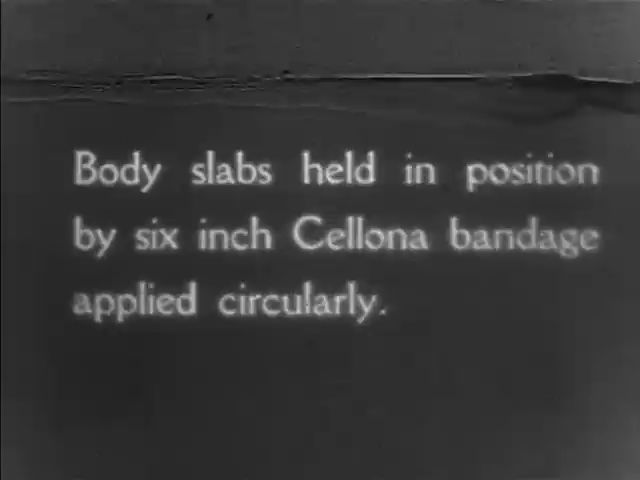 Body slabs held in position
by six inch Cellona bandage
applied circularly.